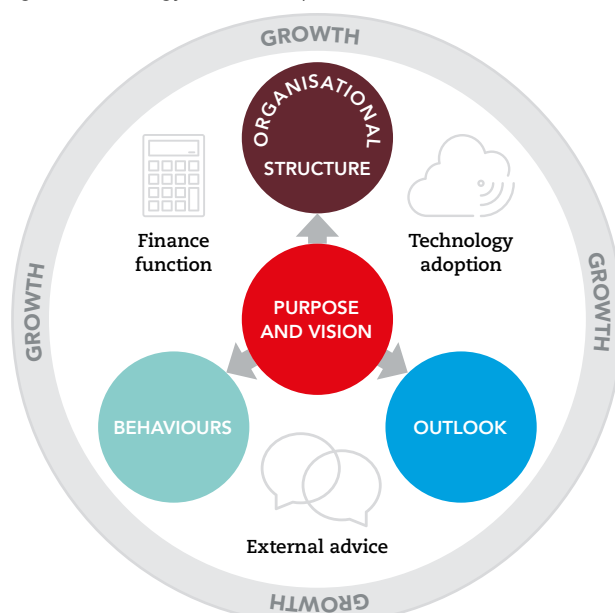 GROWTH
ORGANISATIONAL
STRUCTURE
Finance
function
Technology
adoption
GROWTH
GROWTH
PURPOSE
AND VISION
BEHAVIOURS
OUTLOOK
External advice
GROWTH